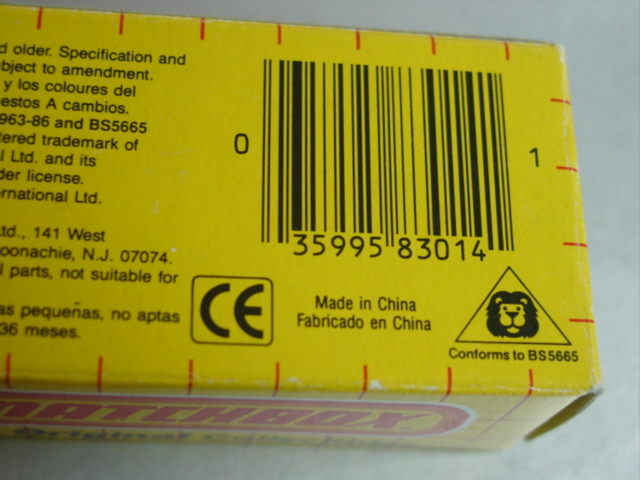 d older. Specification and
bject to amendment.
y los coloures del
estos A cambios.
963-86 and BS5665
tered trademark of
l Ltd. and its
der license.
rnational Ltd.
td., 141 West
oonachie, N.J. 07074.
l parts, not suitable for
as pequeñas, no aptas
36 meses.
0
35995 83014
1
CE
Made in China
Fabricado en China
Conforms to BS5665
MATCHBOX
Original